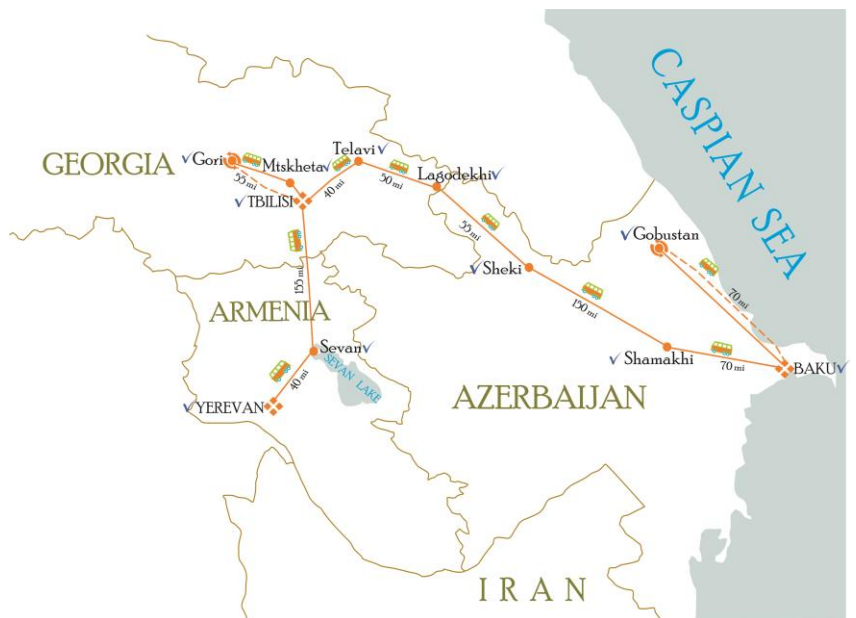 CASPIAN SEA
Telavi
GEORGIA
Gori
Mtskheta
55 mi
40 mi
50 mi
Lagodekhi
TBILISI
55 mi
Gobustan
Sheki
155 mi
70 mi
150 mi
ARMENIA
Sevan
Shamakhi
70 mi
BAKU
SEVAN LAKE
40 mi
YEREVAN
AZERBAIJAN
IRAN